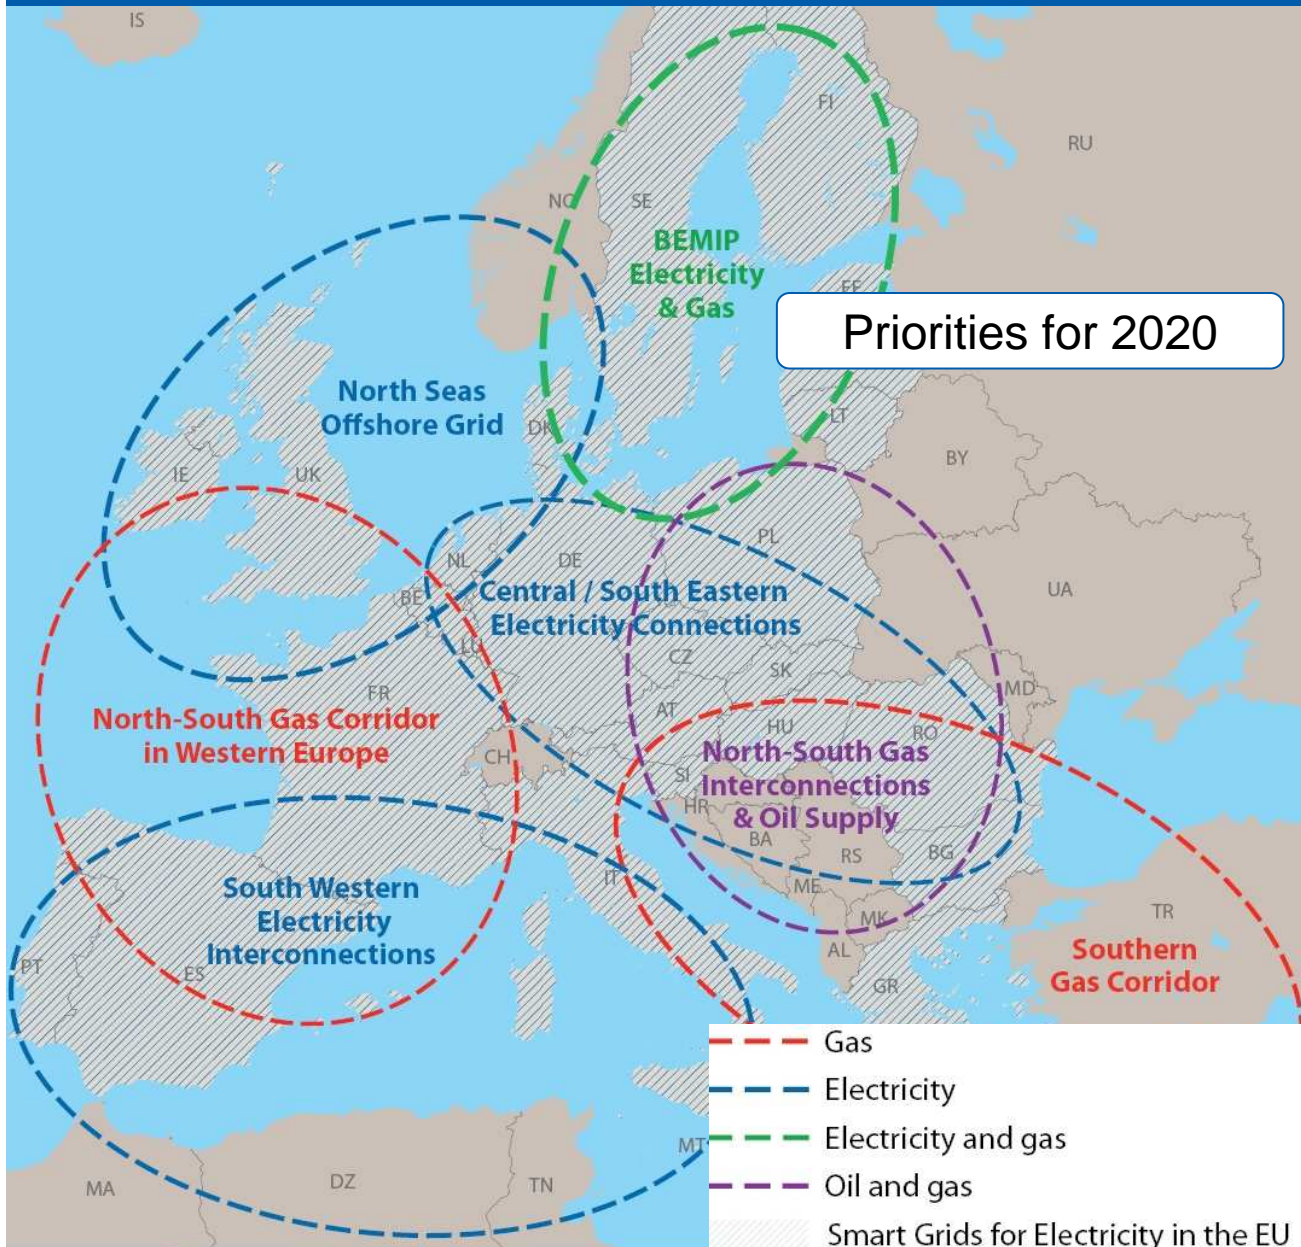 IS
FI
RU
NO
SE
BEMIP
Electricity
& Gas
EE
Priorities for 2020
North Seas
Offshore Grid
DK
LT
BY
IE
UK
PL
NL
DE
UA
BE
Central / South Eastern
Electricity Connections
LU
CZ
SK
FR
MD
AT
HU
RO
North-South Gas Corridor
in Western Europe
CH
SI
North-South Gas
Interconnections
& Oil Supply
HR
BA
RS
BG
IT
ME
MK
TR
South Western
Electricity
Interconnections
AL
Southern
Gas Corridor
PT
ES
GR
Gas
Electricity
Electricity and gas
MT
Oil and gas
MA
DZ
TN
Smart Grids for Electricity in the EU